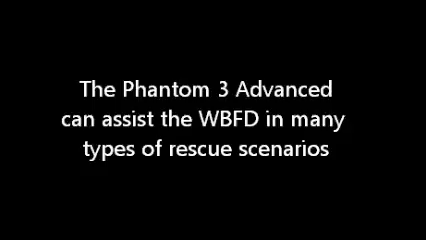 The Phantom 3 Advanced
can assist the WBFD in many
types of rescue scenarios